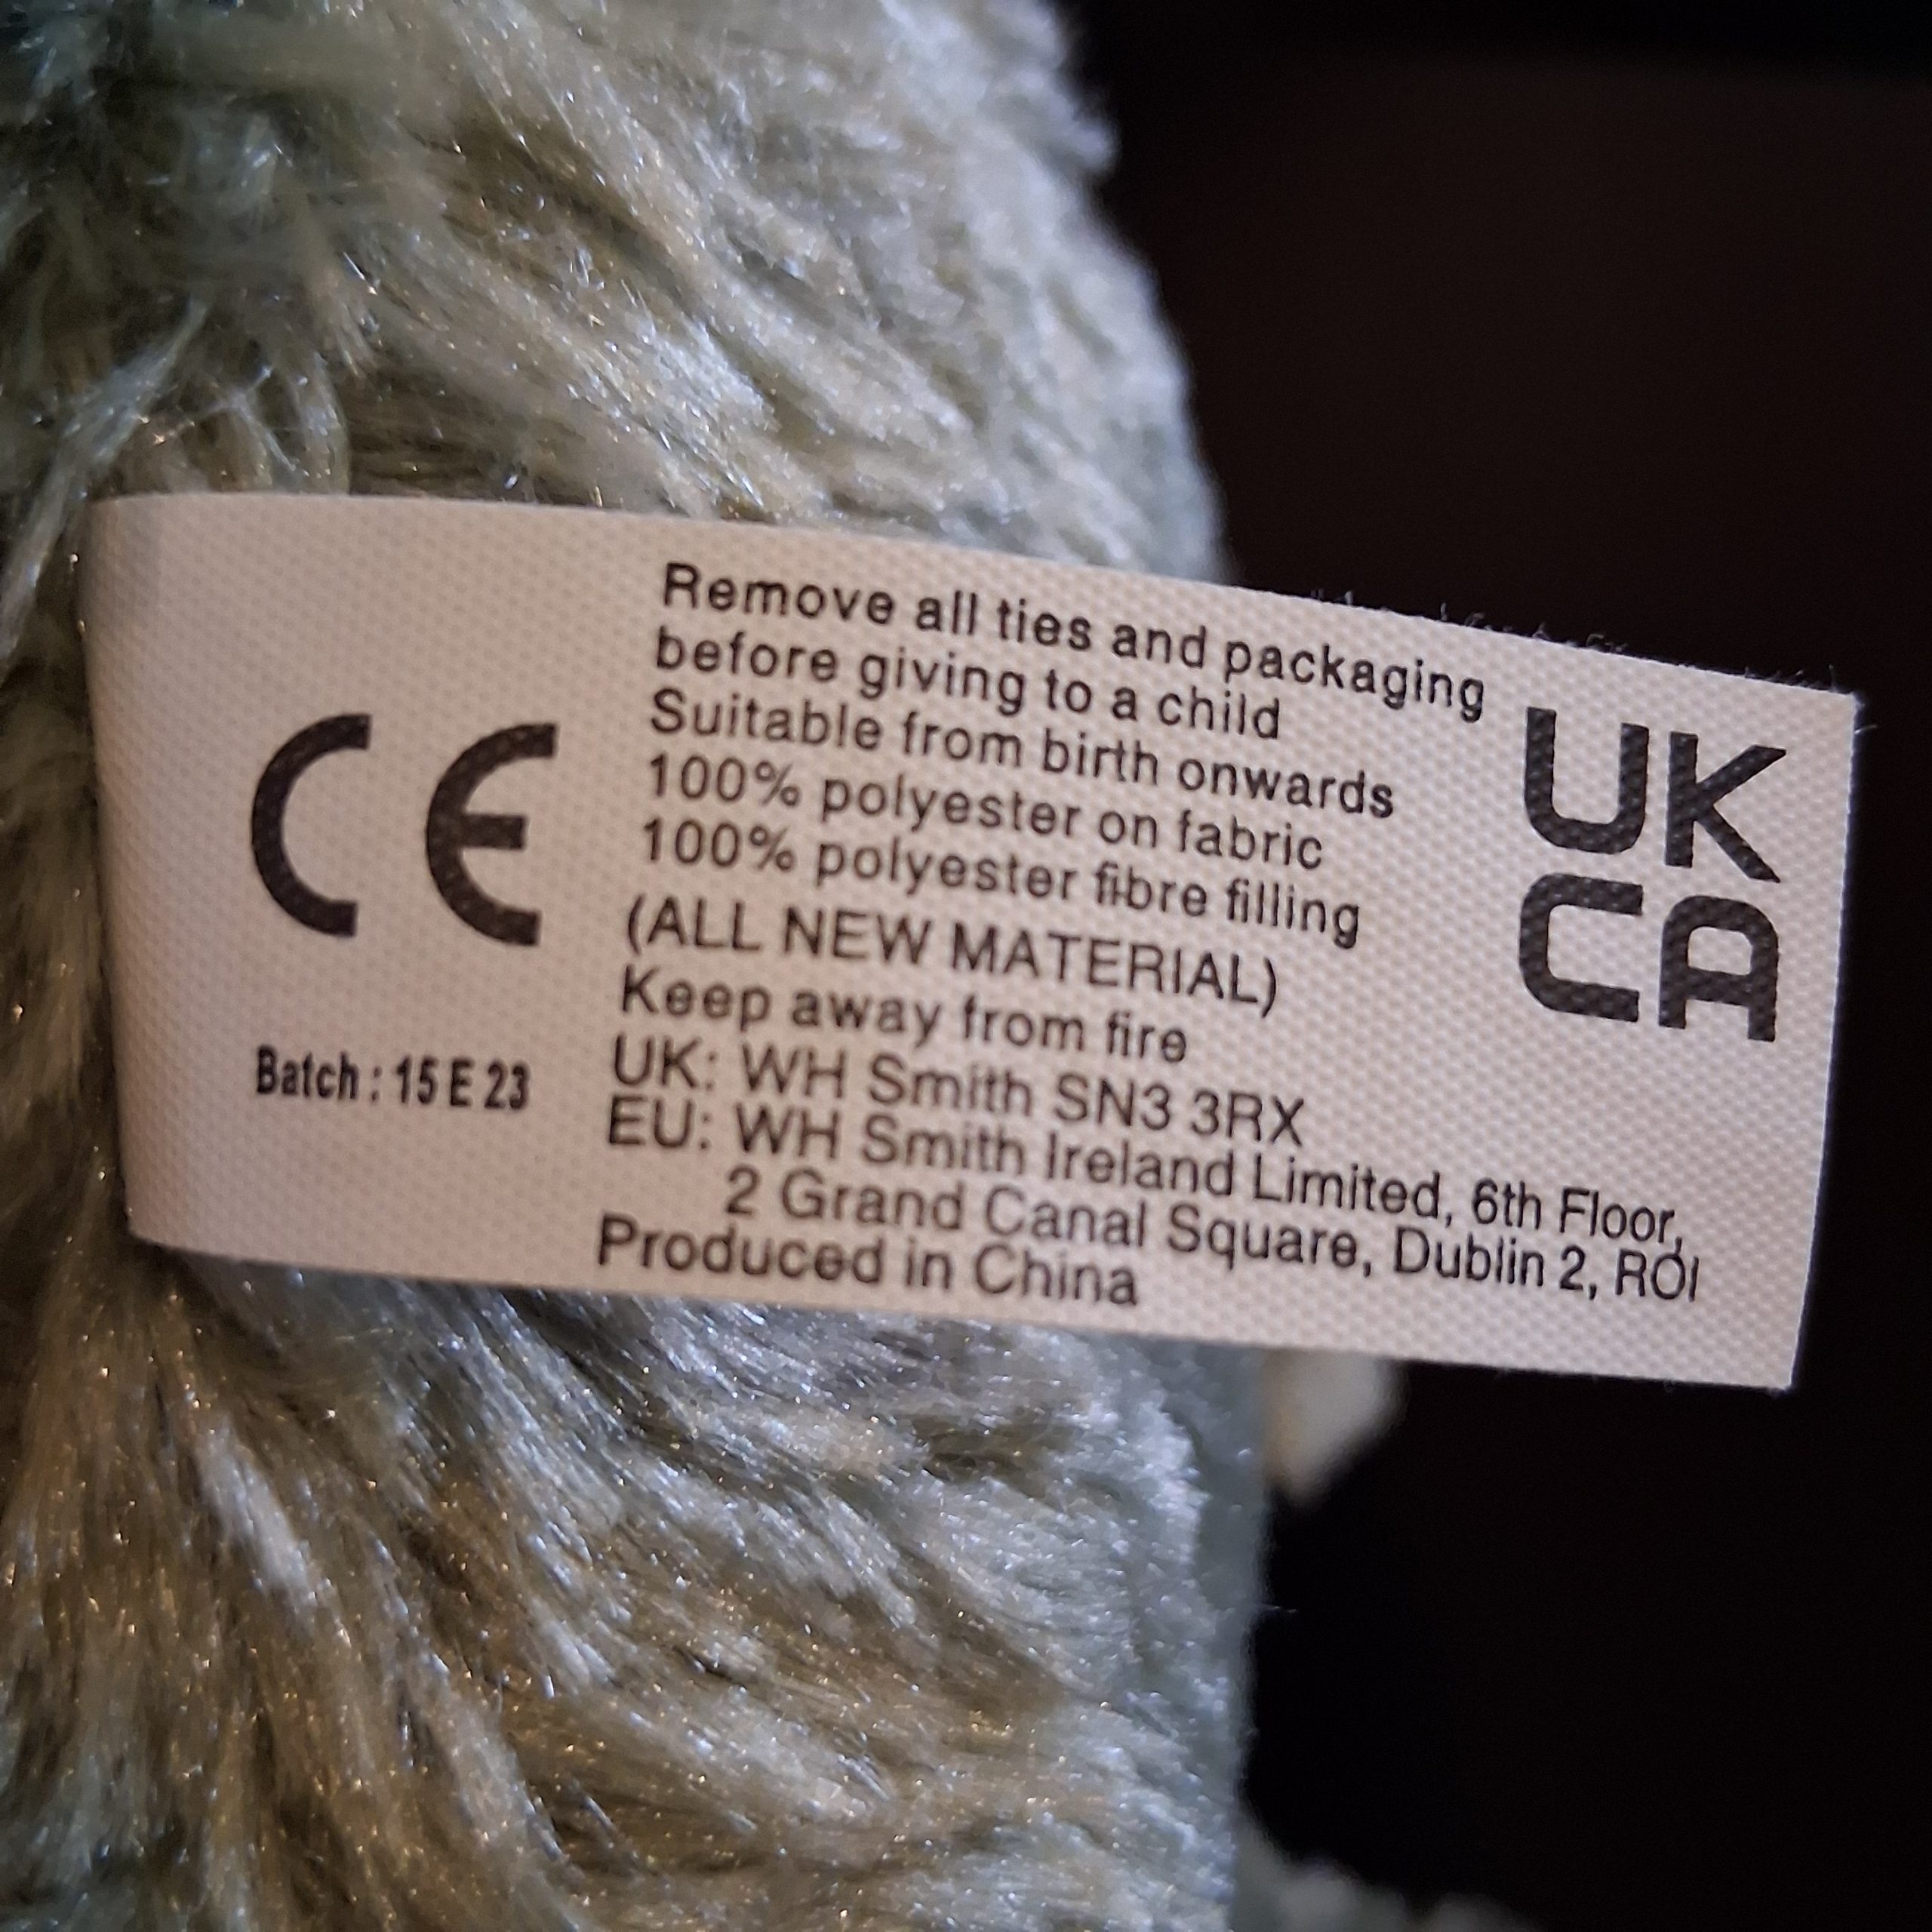 Remove all ties and packaging
before giving to a child
Suitable from birth onwards
100% polyester on fabric
100% polyester fibre filling
(ALL NEW MATERIAL)
Keep away from fire
UK: WH Smith SN3 3RX
EU: WH Smith Ireland Limited, 6th Floor,
2 Grand Canal Square, Dublin 2, ROI
Produced in China
CE
Batch : 15 E 23
UK
CA